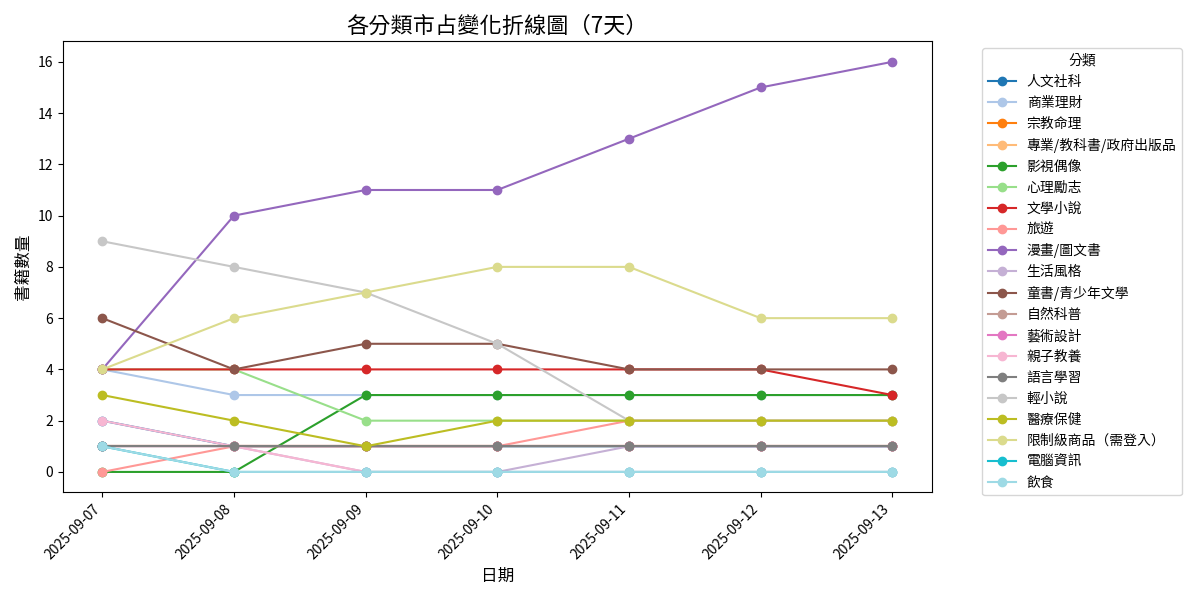 各分類市占變化折線圖（7天）
書籍數量
16
14
12
10
8
6
4
2
0
2025-09-07
2025-09-08
2025-09-09
2025-09-10
2025-09-11
2025-09-12
2025-09-13
日期
分類
人文社科
商業理財
宗教命理
專業/教科書/政府出版品
影視偶像
心理勵志
文學小說
旅遊
漫畫/圖文書
生活風格
童書/青少年文學
自然科普
藝術設計
親子教養
語言學習
輕小說
醫療保健
限制級商品（需登入）
電腦資訊
飲食